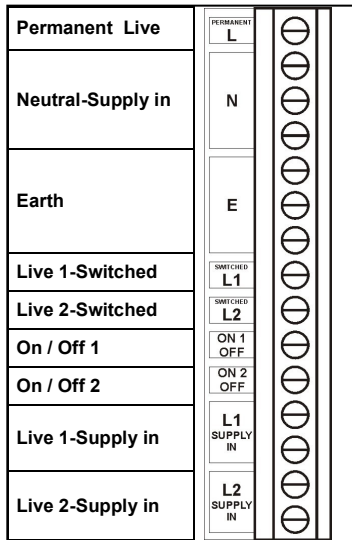 Permanent Live
PERMANENT
L
Neutral-Supply in
N
Earth
E
Live 1-Switched
SWITCHED
L1
Live 2-Switched
SWITCHED
L2
On / Off 1
ON 1
OFF
On / Off 2
ON 2
OFF
Live 1-Supply in
L1
SUPPLY
IN
Live 2-Supply in
L2
SUPPLY
IN